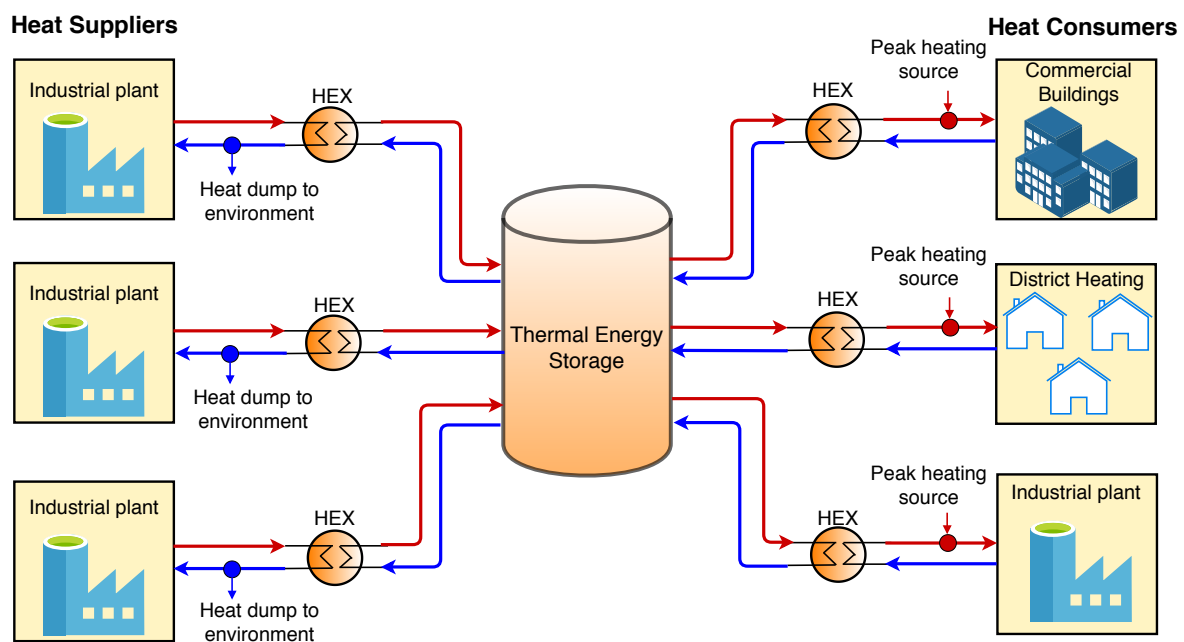 Heat Suppliers
Heat Consumers
Industrial plant
HEX
Heat dump to
environment
Peak heating
source
HEX
Commercial
Buildings
Industrial plant
HEX
Heat dump to
environment
Thermal Energy
Storage
Peak heating
source
HEX
District Heating
Industrial plant
HEX
Heat dump to
environment
Peak heating
source
HEX
Industrial plant